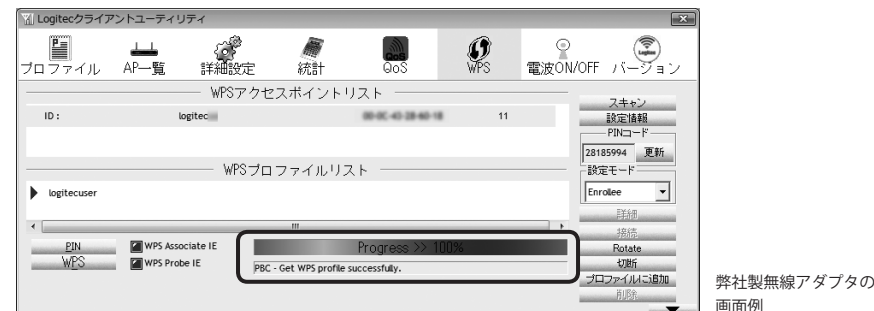 Logitecクライアントユーティリティ
プロファイル AP一覧 詳細設定 統計 QoS WPS 電波ON/OFF バージョン
WPSアクセスポイントリスト
ID : logitec 11
スキャン
設定情報
PINコード
28185994 更新
WPSプロファイルリスト
設定モード
logitecuser
Enrollee
詳細
接続
PIN WPS Associate IE Progress >> 100%
Rotate
WPS WPS Probe IE PBC - Get WPS profile successfully.
切断
プロファイルに追加
削除
弊社製無線アダプタの
画面例